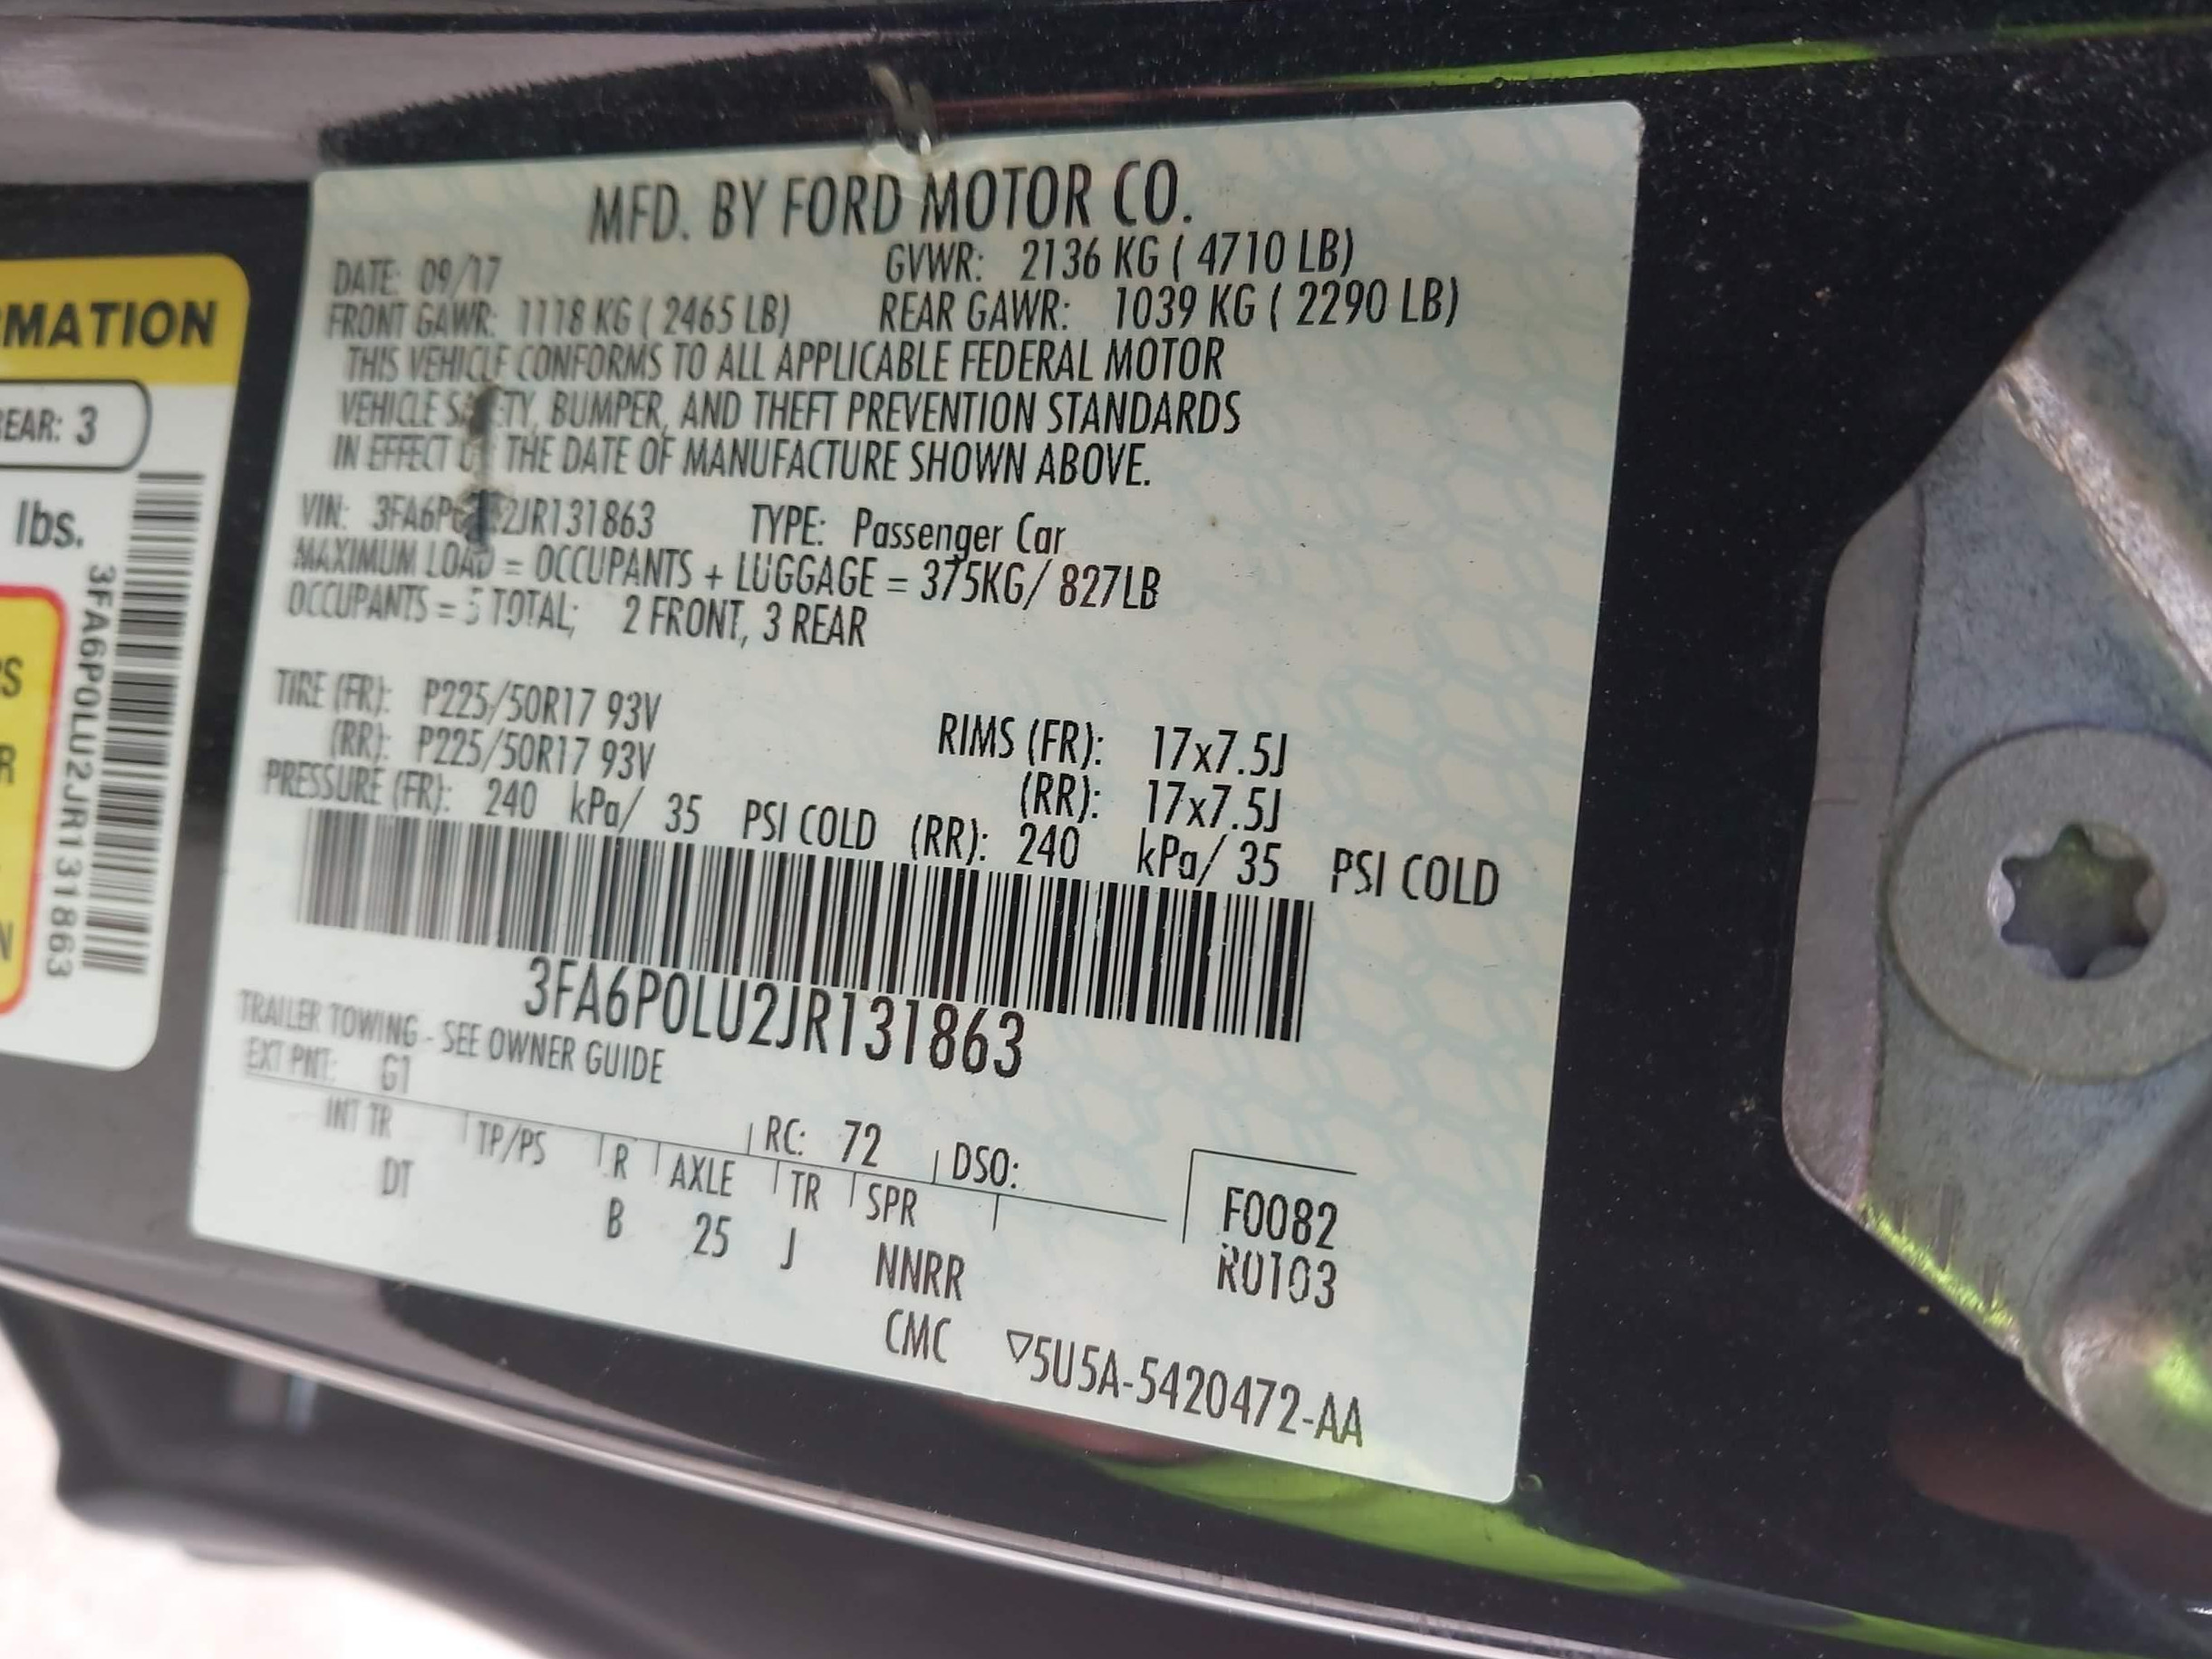 MATION
EAR: 3
lbs.
3FA6P0LU2JR131863
S
R
N
MFD. BY FORD MOTOR CO.
DATE: 09/17 GVWR: 2136 KG ( 4710 LB)
FRONT GAWR: 1118 KG ( 2465 LB) REAR GAWR: 1039 KG ( 2290 LB)
THIS VEHICLE CONFORMS TO ALL APPLICABLE FEDERAL MOTOR
VEHICLE SAFETY, BUMPER, AND THEFT PREVENTION STANDARDS
IN EFFECT THE DATE OF MANUFACTURE SHOWN ABOVE.
VIN: 3FA6P 2JR131863 TYPE: Passenger Car
MAXIMUM LOAD = OCCUPANTS + LUGGAGE = 375KG/ 827LB
OCCUPANTS = 5 TOTAL; 2 FRONT, 3 REAR
TIRE (FR): P225/50R17 93V RIMS (FR): 17x7.5J
(RR): P225/50R17 93V (RR): 17x7.5J
PRESSURE (FR): 240 kPa/ 35 PSI COLD (RR): 240 kPa/ 35 PSI COLD
3FA6P0LU2JR131863
TRAILER TOWING - SEE OWNER GUIDE
EXT PNT: G1 RC: 72 DSO:
INT TR TP/PS R AXLE TR SPR F0082
DT B 25 J NNRR R0103
CMC ▽5U5A-5420472-AA